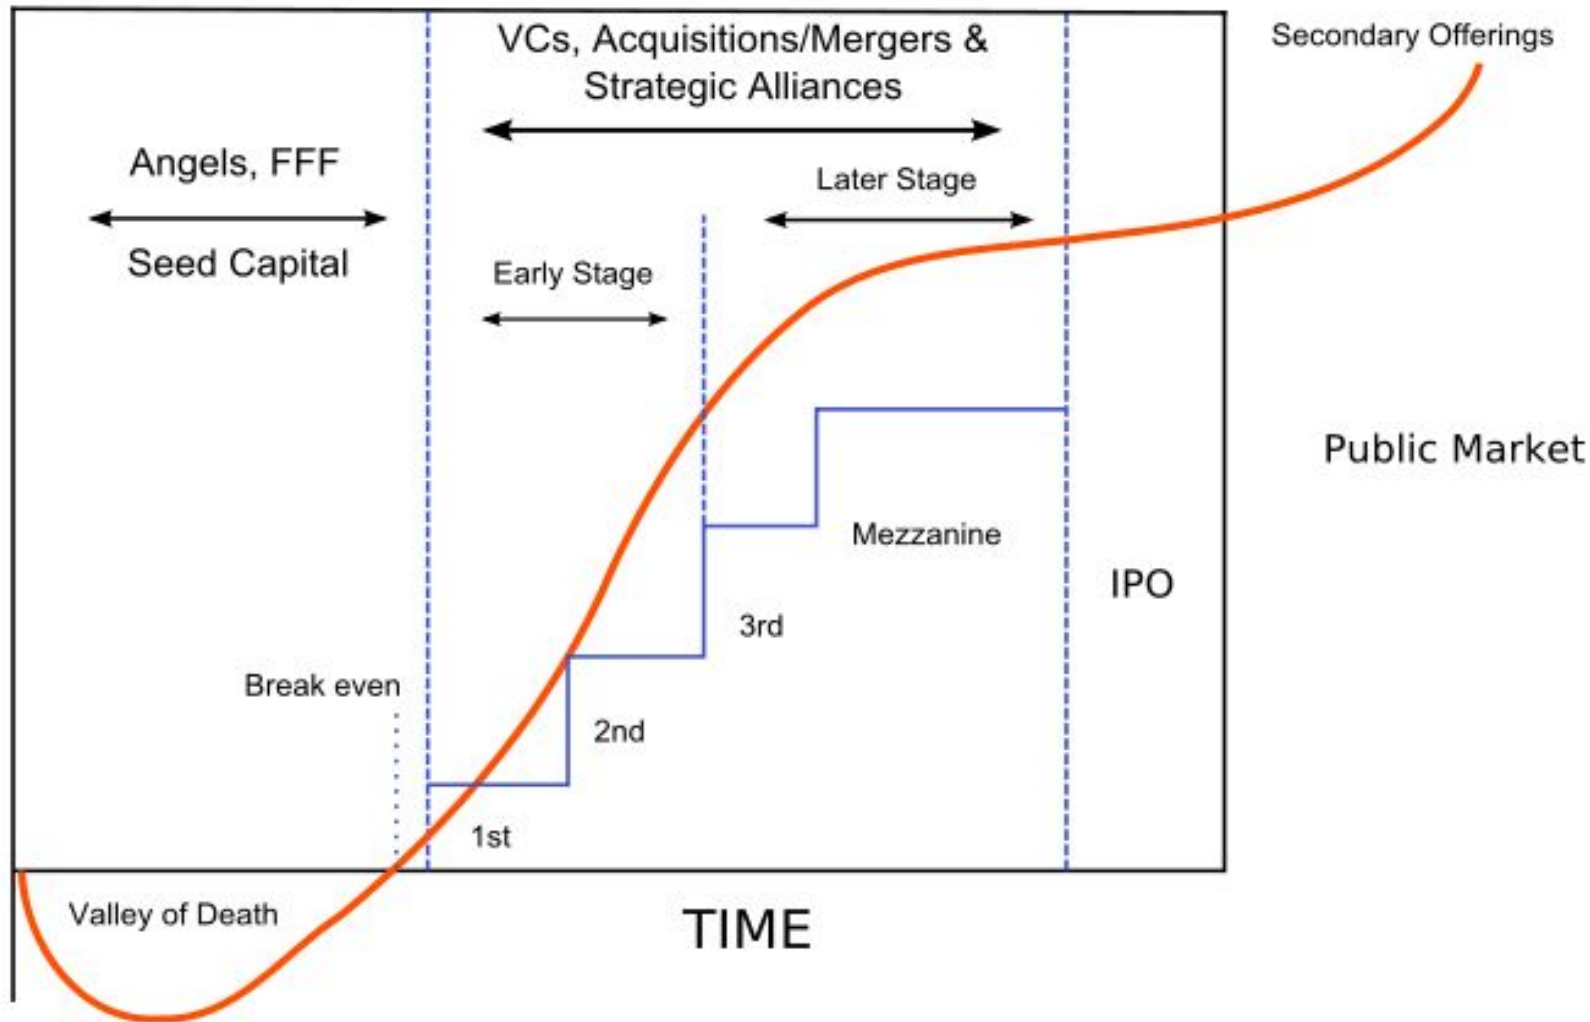 VCs, Acquisitions/Mergers &
Strategic Alliances
Secondary Offerings
Angels, FFF
Seed Capital
Later Stage
Early Stage
Public Market
Mezzanine
IPO
3rd
Break even
2nd
1st
Valley of Death
TIME